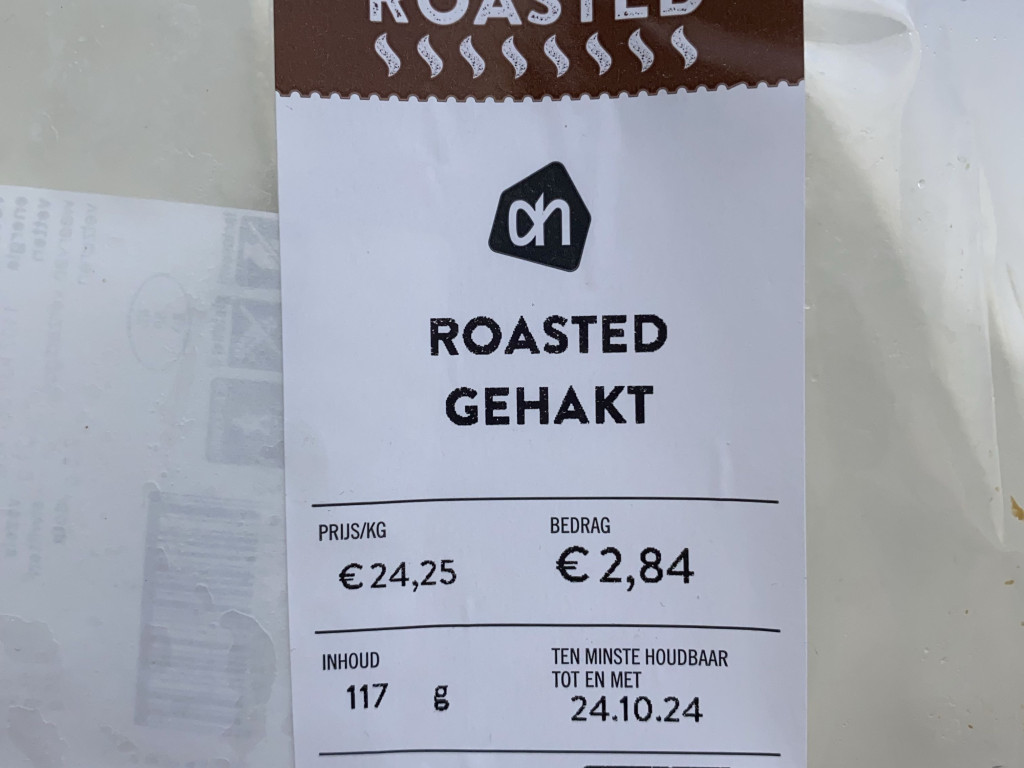 ROASTED
ah
ROASTED
GEHAKT
PRIJS/KG
€ 24,25
BEDRAG
€ 2,84
INHOUD
117 g
TEN MINSTE HOUDBAAR
TOT EN MET
24.10.24